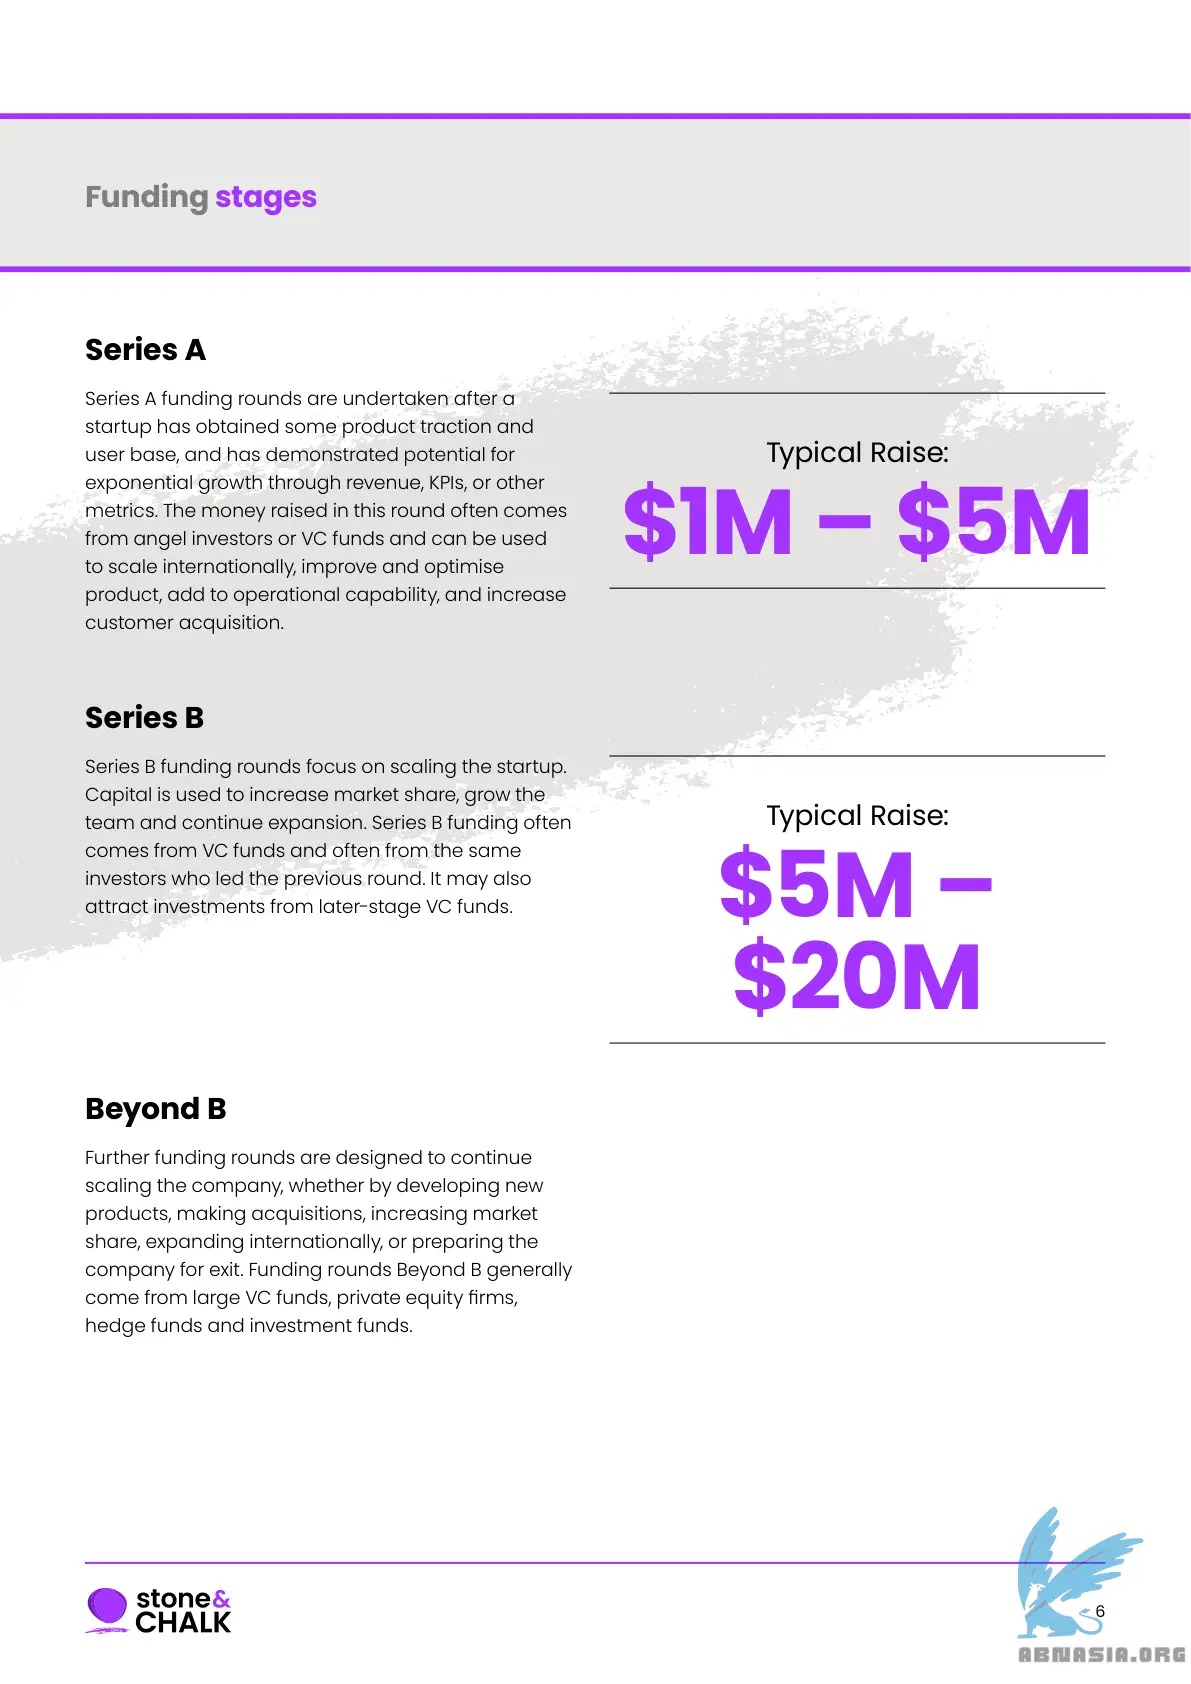 Funding stages
Series A
Series A funding rounds are undertaken after a
startup has obtained some product traction and
user base, and has demonstrated potential for
exponential growth through revenue, KPIs, or other
metrics. The money raised in this round often comes
from angel investors or VC funds and can be used
to scale internationally, improve and optimise
product, add to operational capability, and increase
customer acquisition.
Typical Raise:
$1M – $5M
Series B
Series B funding rounds focus on scaling the startup.
Capital is used to increase market share, grow the
team and continue expansion. Series B funding often
comes from VC funds and often from the same
investors who led the previous round. It may also
attract investments from later-stage VC funds.
Typical Raise:
$5M –
$20M
Beyond B
Further funding rounds are designed to continue
scaling the company, whether by developing new
products, making acquisitions, increasing market
share, expanding internationally, or preparing the
company for exit. Funding rounds Beyond B generally
come from large VC funds, private equity firms,
hedge funds and investment funds.
stone&
CHALK
6
ABNASIA.ORG